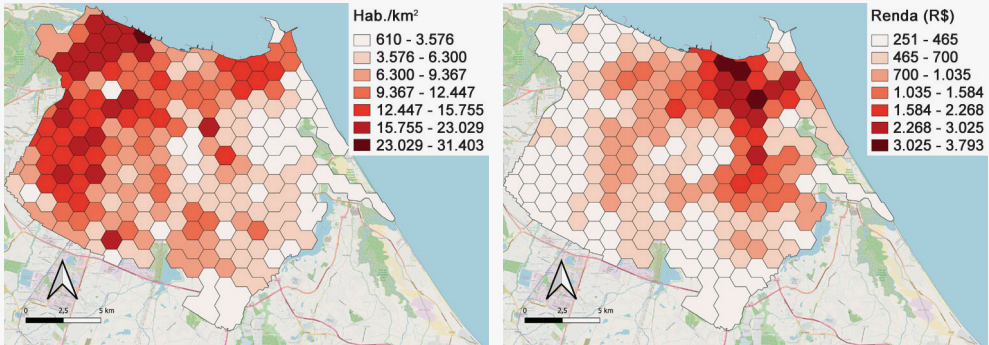 Hab./km²
610 - 3.576
3.576 - 6.300
6.300 - 9.367
9.367 - 12.447
12.447 - 15.755
15.755 - 23.029
23.029 - 31.403
0 2,5 5 km
Renda (R$)
251 - 465
465 - 700
700 - 1.035
1.035 - 1.584
1.584 - 2.268
2.268 - 3.025
3.025 - 3.793
0 2,5 5 km